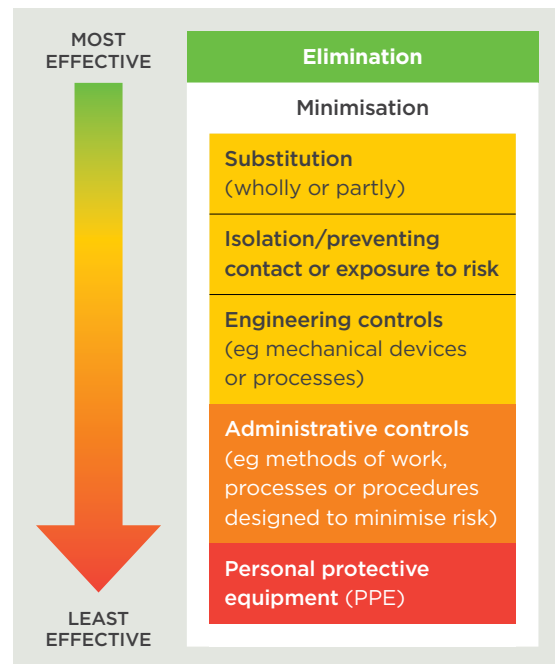 MOST
EFFECTIVE
Elimination
Minimisation
Substitution
(wholly or partly)
Isolation/preventing
contact or exposure to risk
Engineering controls
(eg mechanical devices
or processes)
Administrative controls
(eg methods of work,
processes or procedures
designed to minimise risk)
Personal protective
equipment (PPE)
LEAST
EFFECTIVE